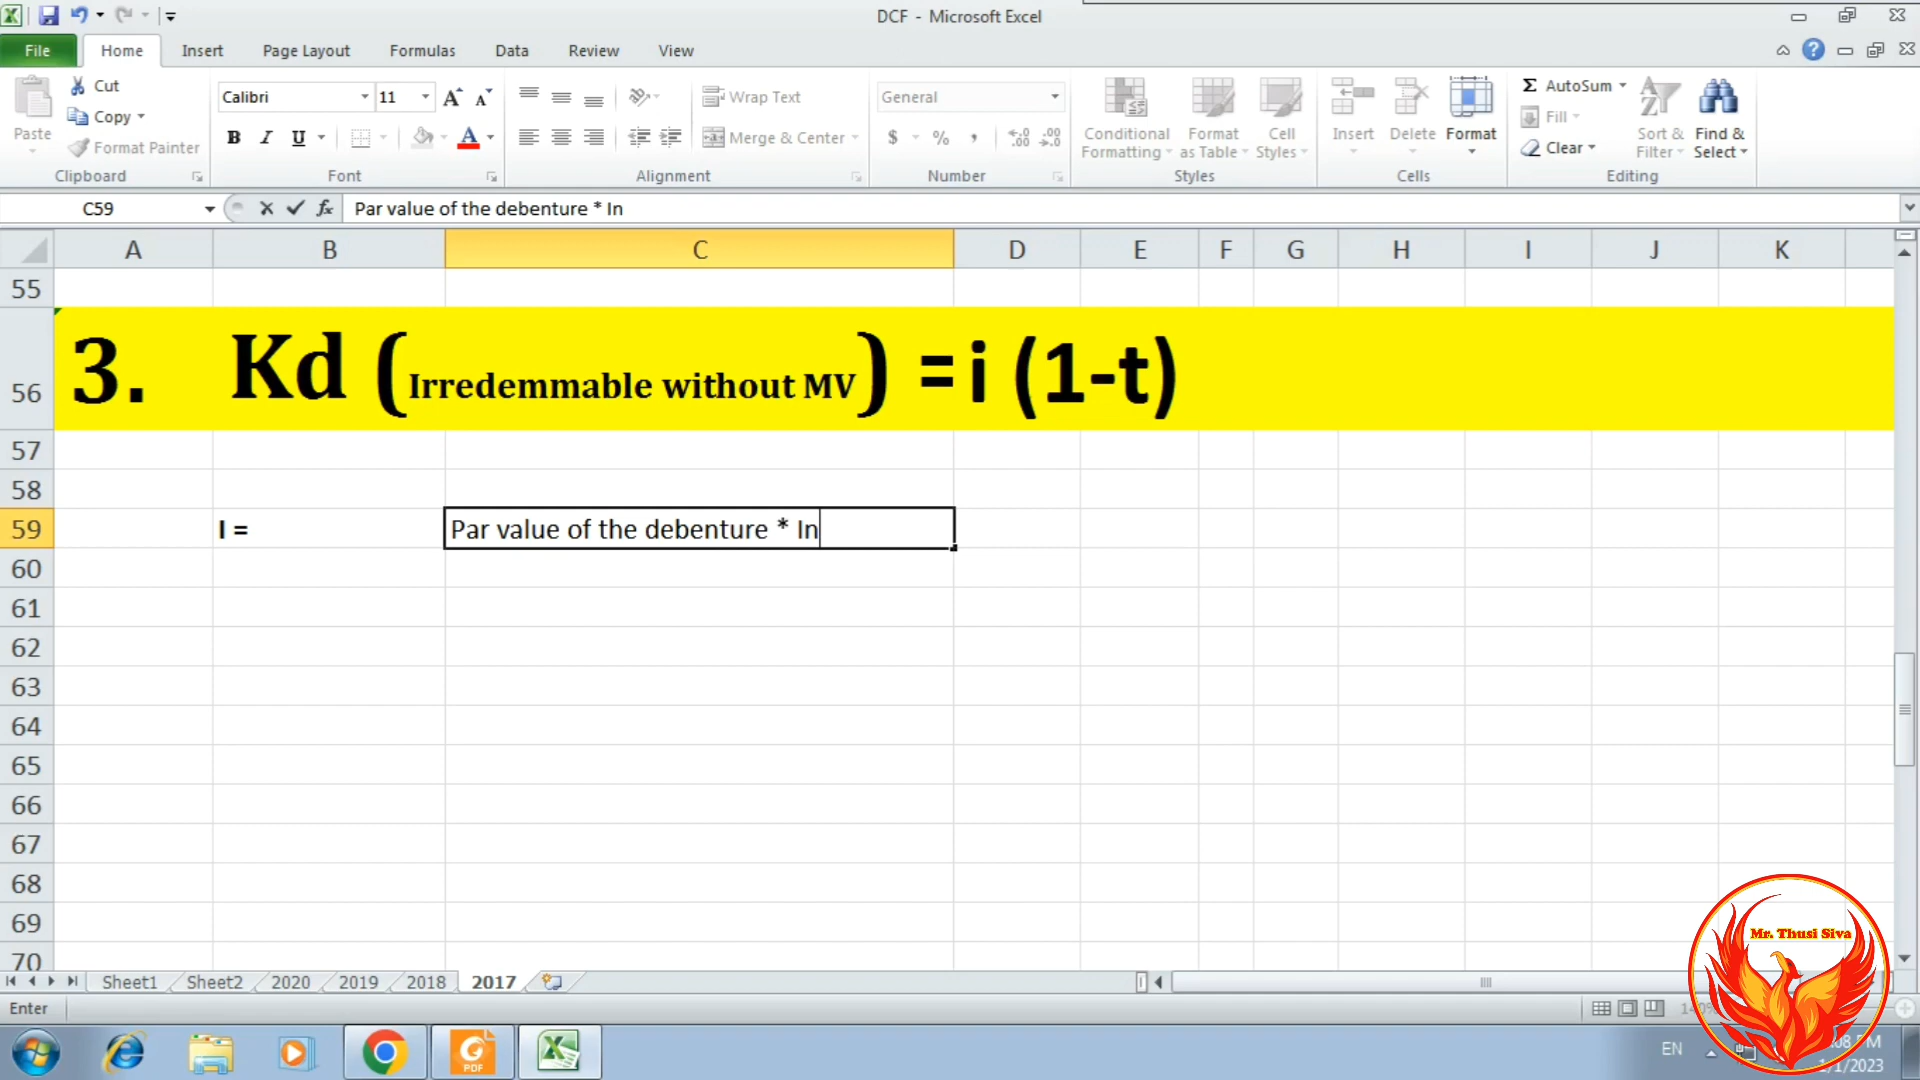 DCF - Microsoft Excel
File Home Insert Page Layout Formulas Data Review View
Paste
Cut
Copy
Format Painter
Clipboard
Calibri 11
B I U
Font
Wrap Text
Merge & Center
Alignment
General
$ % ,
Number
Conditional Formatting
Format as Table
Cell Styles
Styles
Insert Delete Format
Cells
Σ AutoSum
Fill
Clear
Sort & Filter
Find & Select
Editing
C59 fx Par value of the debenture * In
A B C D E F G H I J K
55
56 3. Kd (Irredemmable without MV) = i (1-t)
57
58
59 I = Par value of the debenture * In
60
61
62
63
64
65
66
67
68
69
70
Mr. Thusi Siva
Sheet1 Sheet2 2020 2019 2018 2017
Enter
PDF
EN